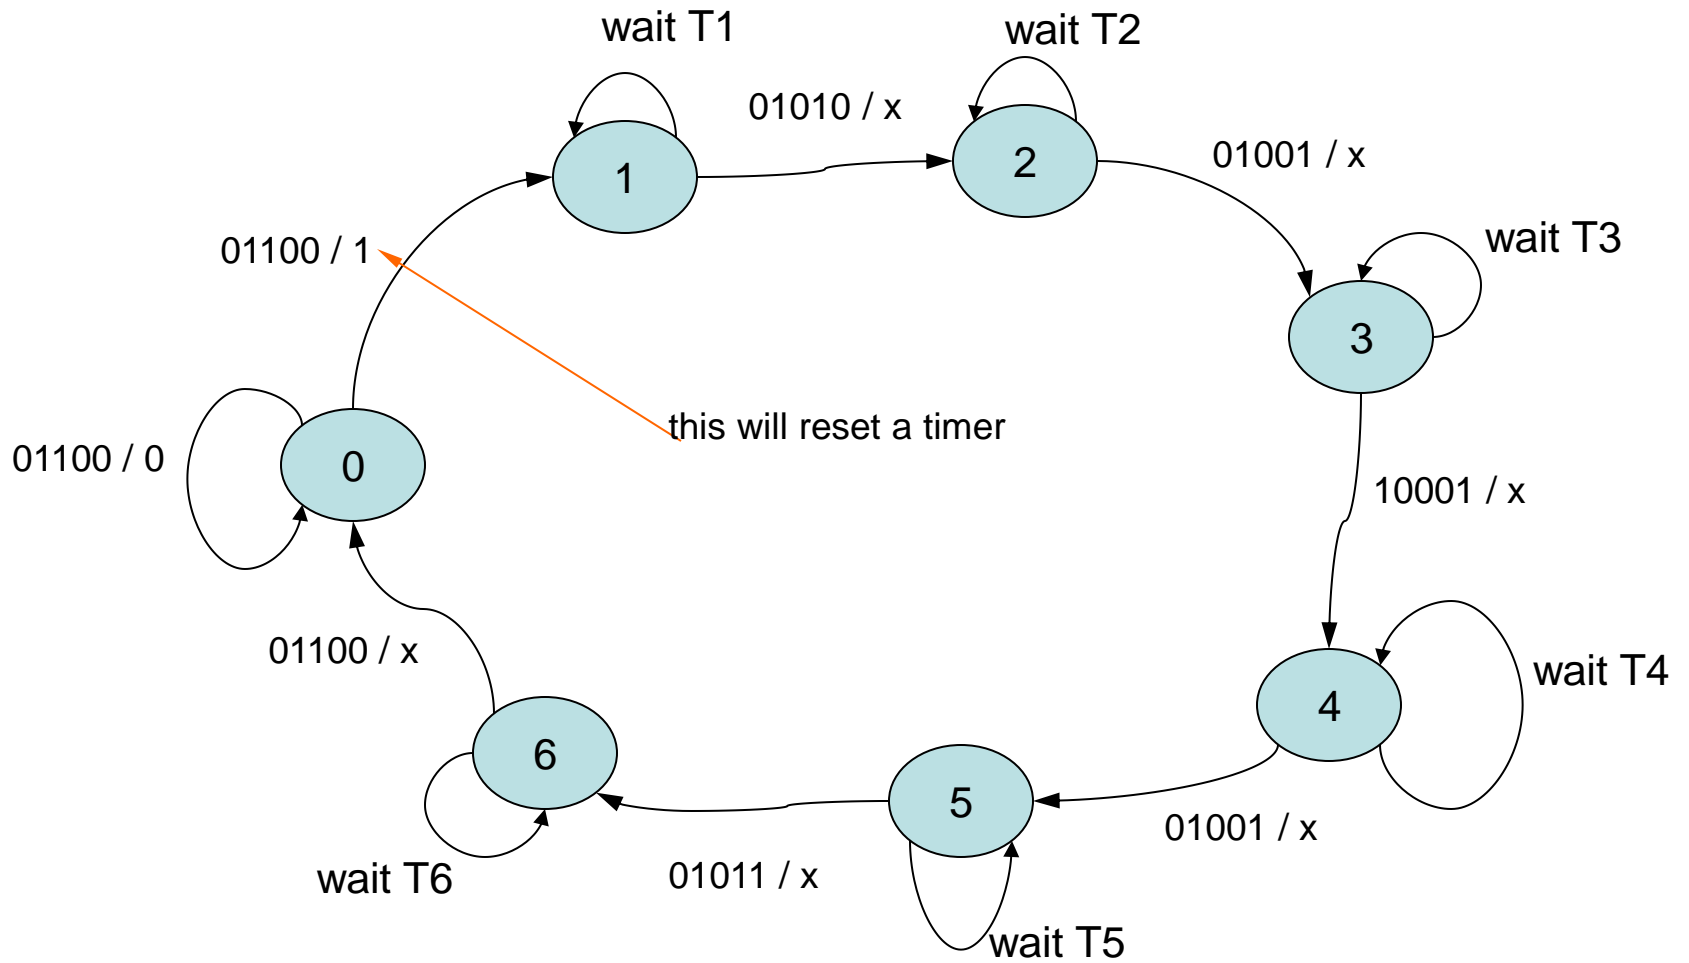 wait T1
wait T2
01010 / x
1
2
01001 / x
wait T3
01100 / 1
3
this will reset a timer
01100 / 0
0
10001 / x
01100 / x
wait T4
4
6
5
01001 / x
wait T6
01011 / x
wait T5